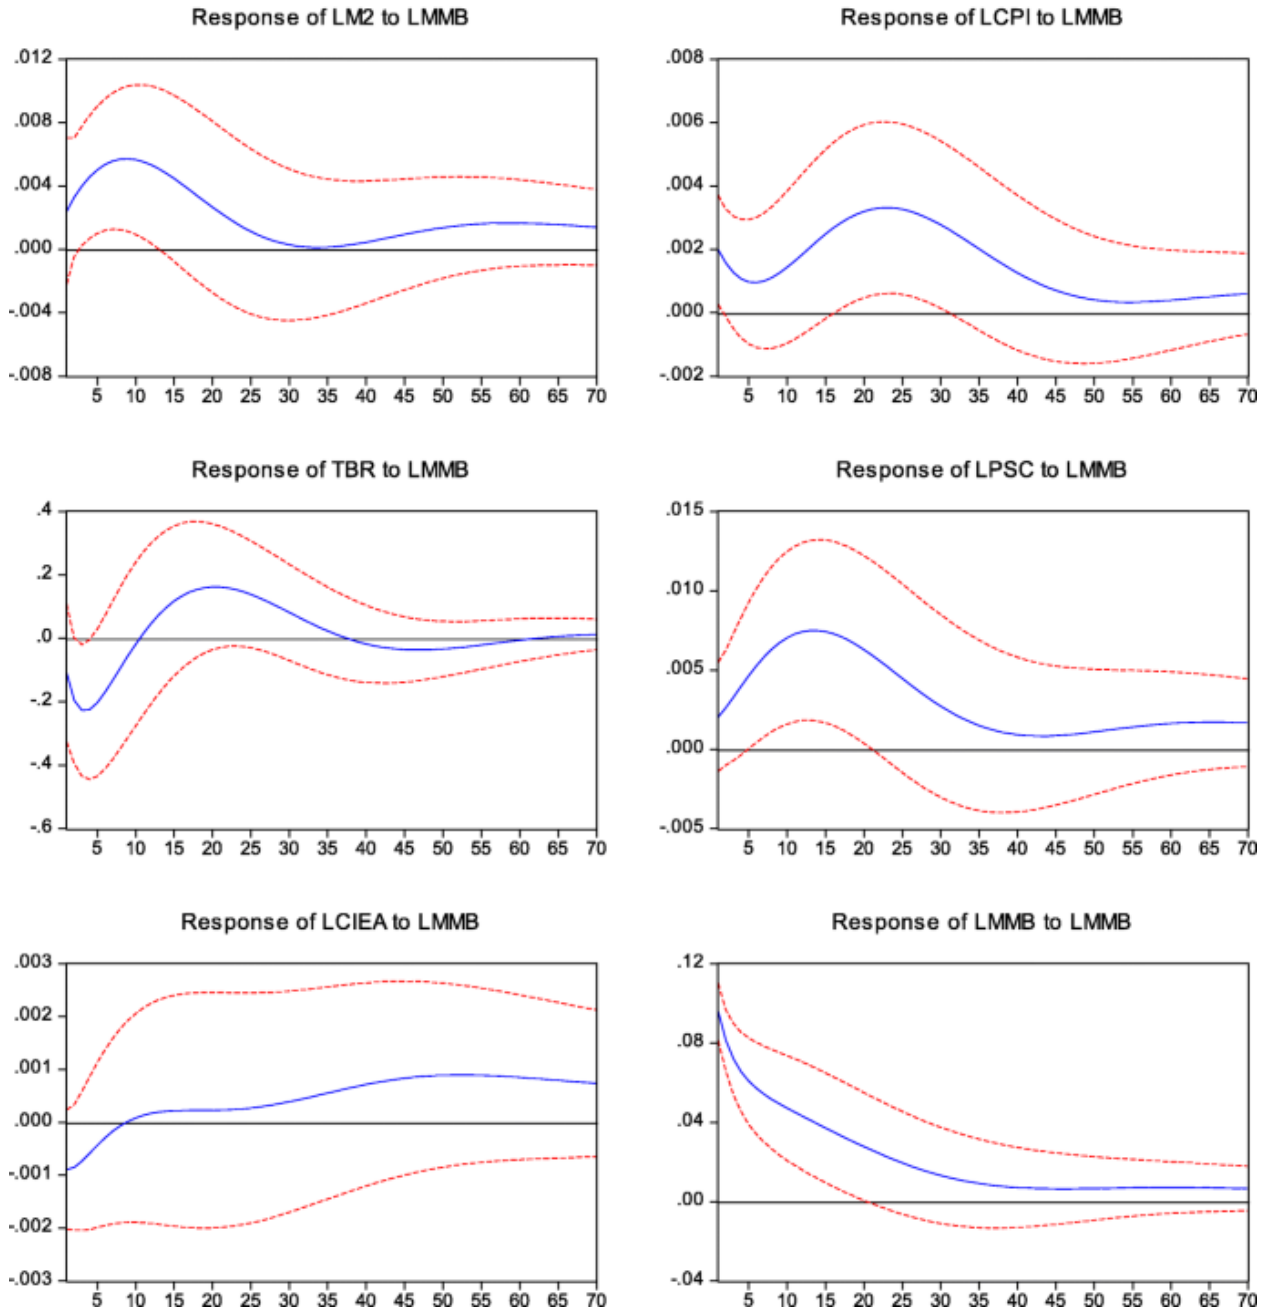 Response of LM2 to LMMB
.012
.008
.004
.000
-.004
-.008
5 10 15 20 25 30 35 40 45 50 55 60 65 70
Response of LCPI to LMMB
.008
.006
.004
.002
.000
-.002
5 10 15 20 25 30 35 40 45 50 55 60 65 70
Response of TBR to LMMB
.4
.2
.0
-.2
-.4
-.6
5 10 15 20 25 30 35 40 45 50 55 60 65 70
Response of LPSC to LMMB
.015
.010
.005
.000
-.005
5 10 15 20 25 30 35 40 45 50 55 60 65 70
Response of LCIEA to LMMB
.003
.002
.001
.000
-.001
-.002
-.003
5 10 15 20 25 30 35 40 45 50 55 60 65 70
Response of LMMB to LMMB
.12
.08
.04
.00
-.04
5 10 15 20 25 30 35 40 45 50 55 60 65 70